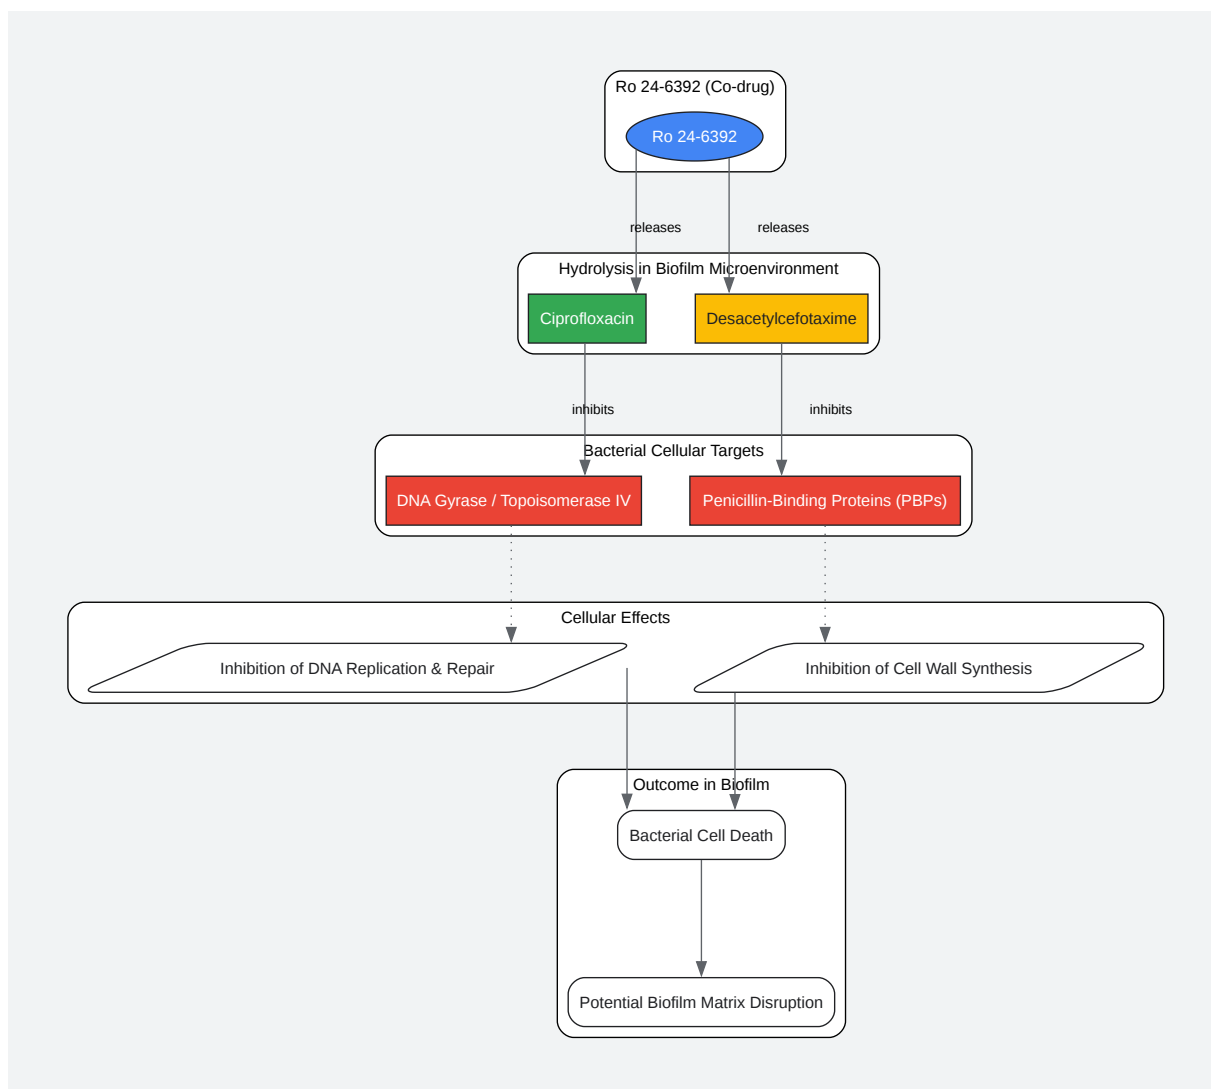 Ro 24-6392 (Co-drug)
Ro 24-6392
releases
releases
Hydrolysis in Biofilm Microenvironment
Ciprofloxacin
Desacetylcefotaxime
inhibits
inhibits
Bacterial Cellular Targets
DNA Gyrase / Topoisomerase IV
Penicillin-Binding Proteins (PBPs)
Cellular Effects
Inhibition of DNA Replication & Repair
Inhibition of Cell Wall Synthesis
Outcome in Biofilm
Bacterial Cell Death
Potential Biofilm Matrix Disruption